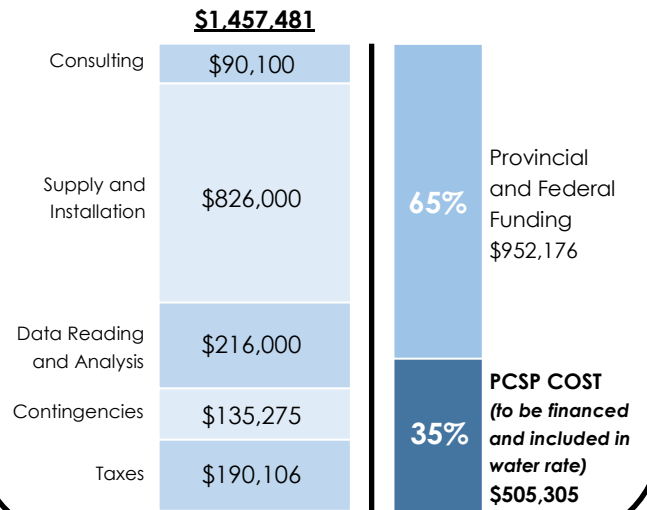 $1,457,481
Consulting
$90,100
Supply and
Installation
$826,000
Data Reading
and Analysis
$216,000
Contingencies
$135,275
Taxes
$190,106
65%
Provincial
and Federal
Funding
$952,176
35%
PCSP COST
(to be financed
and included in
water rate)
$505,305